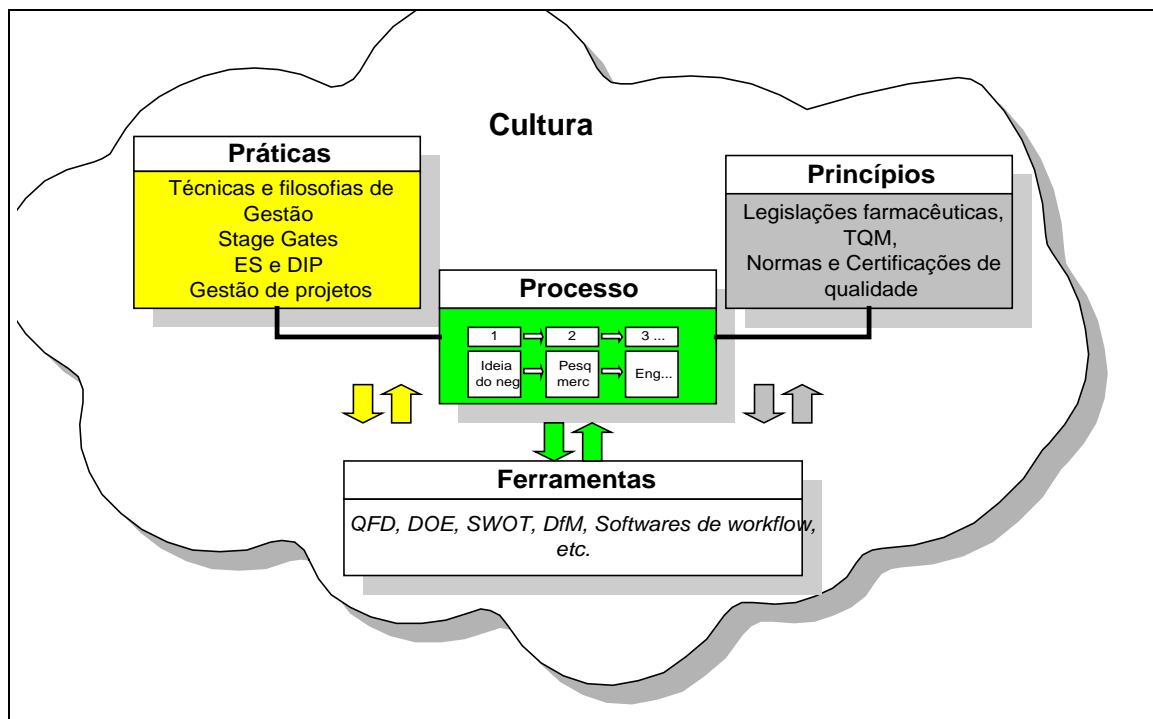 Cultura
Práticas
Técnicas e filosofias de
Gestão
Stage Gates
ES e DIP
Gestão de projetos
Princípios
Legislações farmacêuticas,
TQM,
Normas e Certificações de
qualidade
Processo
1
2
3 ...
Ideia
do neg
Pesq
merc
Eng...
Ferramentas
QFD, DOE, SWOT, DfM, Softwares de workflow,
etc.